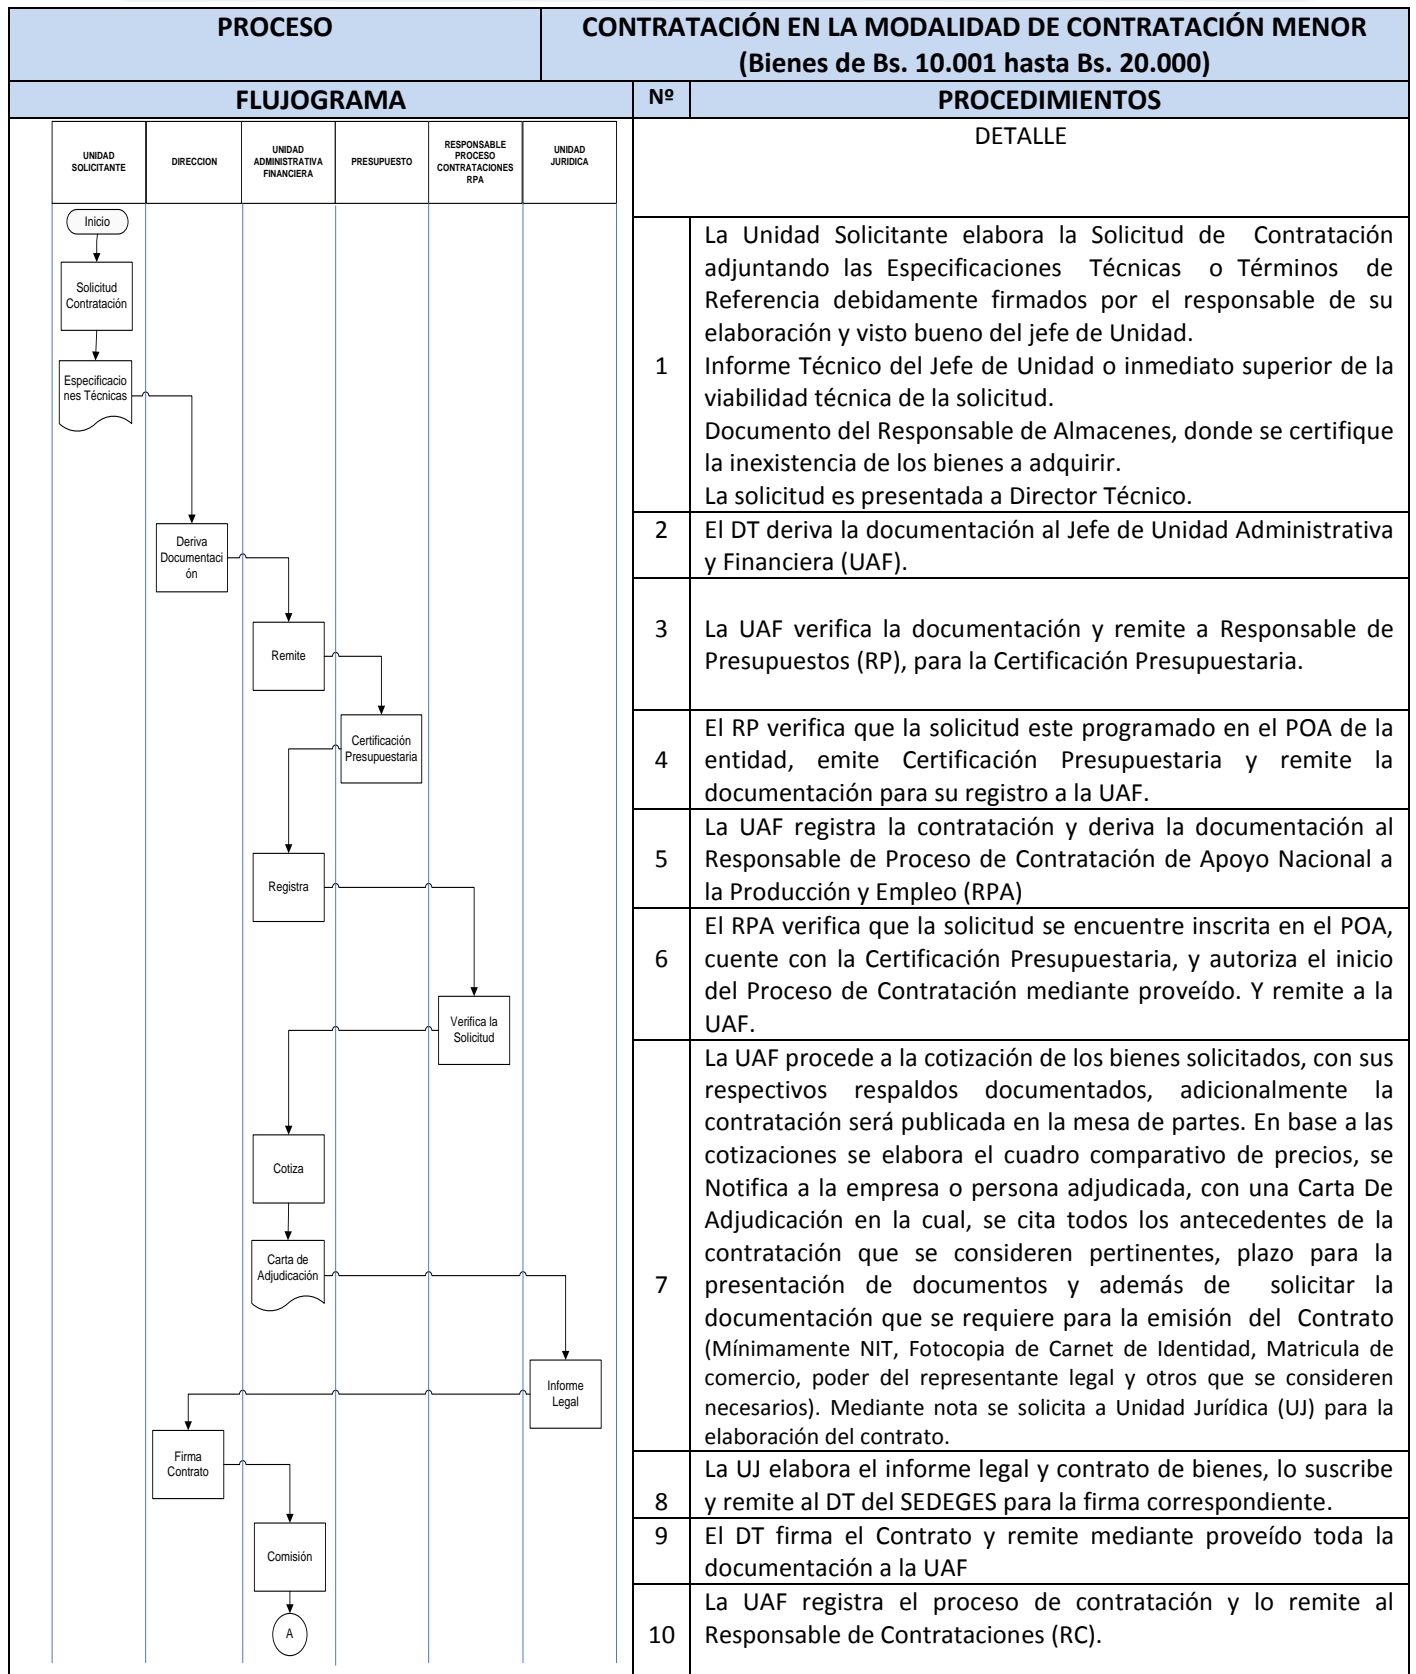 PROCESO
CONTRATACIÓN EN LA MODALIDAD DE CONTRATACIÓN MENOR
(Bienes de Bs. 10.001 hasta Bs. 20.000)
FLUJOGRAMA
Nº
PROCEDIMIENTOS
UNIDAD
SOLICITANTE
DIRECCION
UNIDAD
ADMINISTRATIVA
FINANCIERA
PRESUPUESTO
RESPONSABLE
PROCESO
CONTRATACIONES
RPA
UNIDAD
JURIDICA
Inicio
Solicitud
Contratación
Especificacio
nes Técnicas
Deriva
Documentaci
ón
Remite
Certificación
Presupuestaria
Registra
Verifica la
Solicitud
Cotiza
Carta de
Adjudicación
Informe
Legal
Firma
Contrato
Comisión
A
DETALLE
1
La Unidad Solicitante elabora la Solicitud de Contratación
adjuntando las Especificaciones Técnicas o Términos de
Referencia debidamente firmados por el responsable de su
elaboración y visto bueno del jefe de Unidad.
Informe Técnico del Jefe de Unidad o inmediato superior de la
viabilidad técnica de la solicitud.
Documento del Responsable de Almacenes, donde se certifique
la inexistencia de los bienes a adquirir.
La solicitud es presentada a Director Técnico.
2
El DT deriva la documentación al Jefe de Unidad Administrativa
y Financiera (UAF).
3
La UAF verifica la documentación y remite a Responsable de
Presupuestos (RP), para la Certificación Presupuestaria.
4
El RP verifica que la solicitud este programado en el POA de la
entidad, emite Certificación Presupuestaria y remite la
documentación para su registro a la UAF.
5
La UAF registra la contratación y deriva la documentación al
Responsable de Proceso de Contratación de Apoyo Nacional a
la Producción y Empleo (RPA)
6
El RPA verifica que la solicitud se encuentre inscrita en el POA,
cuente con la Certificación Presupuestaria, y autoriza el inicio
del Proceso de Contratación mediante proveído. Y remite a la
UAF.
7
La UAF procede a la cotización de los bienes solicitados, con sus
respectivos respaldos documentados, adicionalmente la
contratación será publicada en la mesa de partes. En base a las
cotizaciones se elabora el cuadro comparativo de precios, se
Notifica a la empresa o persona adjudicada, con una Carta De
Adjudicación en la cual, se cita todos los antecedentes de la
contratación que se consideren pertinentes, plazo para la
presentación de documentos y además de solicitar la
documentación que se requiere para la emisión del Contrato
(Mínimamente NIT, Fotocopia de Carnet de Identidad, Matricula de
comercio, poder del representante legal y otros que se consideren
necesarios). Mediante nota se solicita a Unidad Jurídica (UJ) para la
elaboración del contrato.
8
La UJ elabora el informe legal y contrato de bienes, lo suscribe
y remite al DT del SEDEGES para la firma correspondiente.
9
El DT firma el Contrato y remite mediante proveído toda la
documentación a la UAF
10
La UAF registra el proceso de contratación y lo remite al
Responsable de Contrataciones (RC).